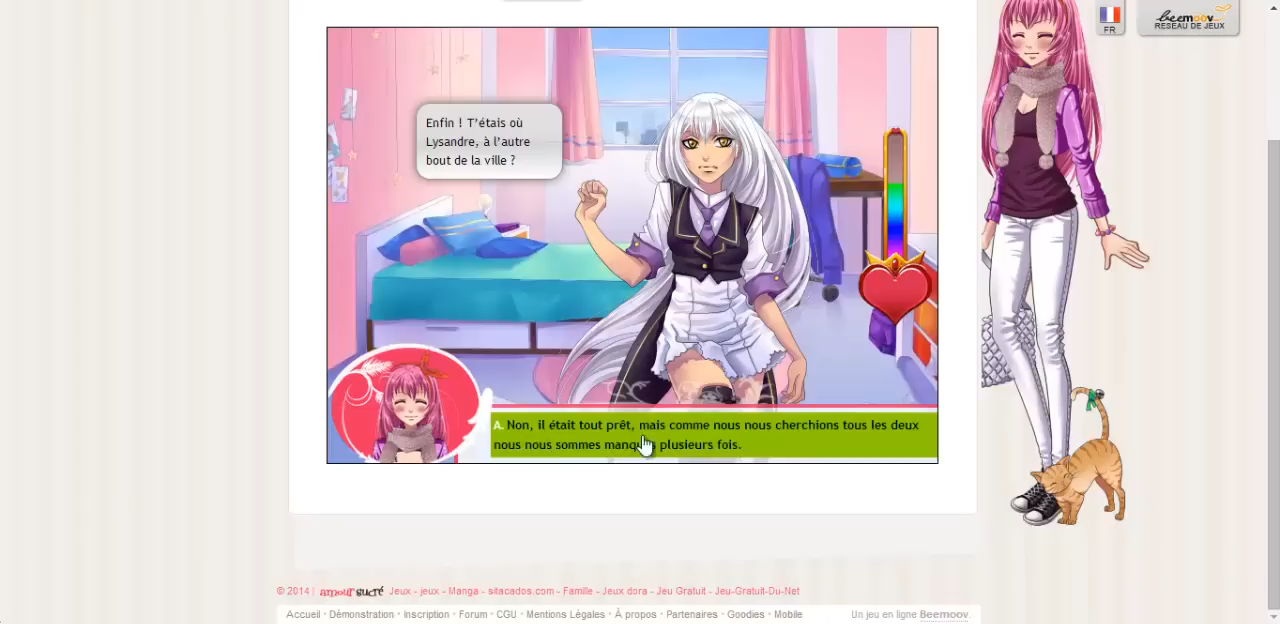 FR
beemoov
RESEAU DE JEUX
Enfin ! T'étais où
Lysandre, à l'autre
bout de la ville ?
A. Non, il était tout prêt, mais comme nous nous cherchions tous les deux
nous nous sommes manqués plusieurs fois.
© 2014 | amour sucré Jeux - jeux - Manga - sitacados.com - Famille - Jeux dora - Jeu Gratuit - Jeu-Gratuit-Du-Net
Accueil · Démonstration · Inscription · Forum · CGU · Mentions Légales · À propos · Partenaires · Goodies · Mobile
Un jeu en ligne Beemoov.